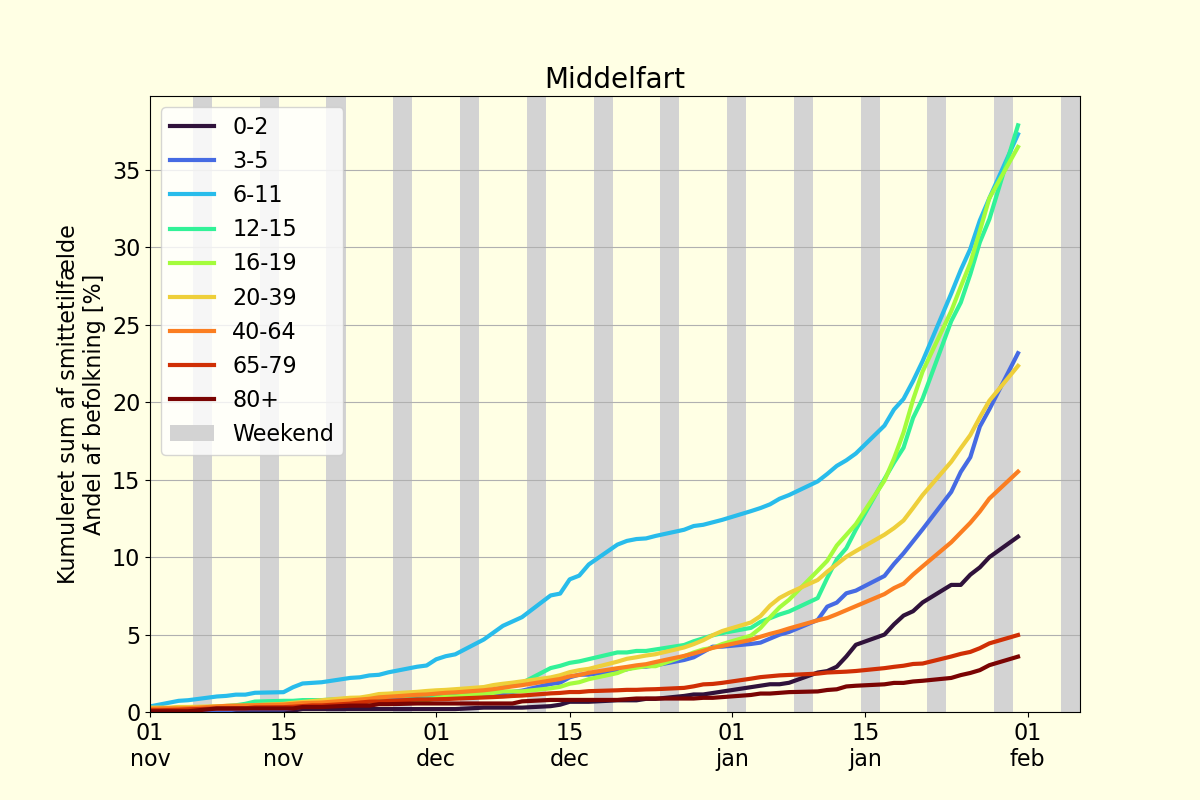 Middelfart
Kumuleret sum af smittetilfælde
Andel af befolkning [%]
35
30
25
20
15
10
5
0
0-2
3-5
6-11
12-15
16-19
20-39
40-64
65-79
80+
Weekend
01 15 01 15 01 15 01
nov nov dec dec jan jan feb